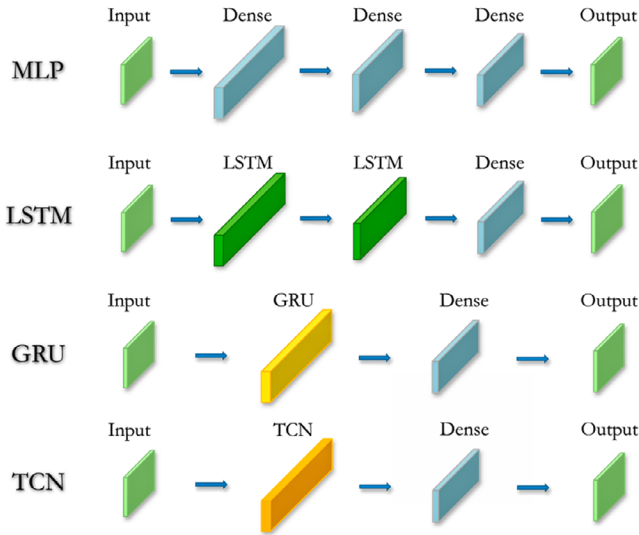 Input Dense Dense Dense Output
MLP
Input LSTM LSTM Dense Output
LSTM
Input GRU Dense Output
GRU
Input TCN Dense Output
TCN